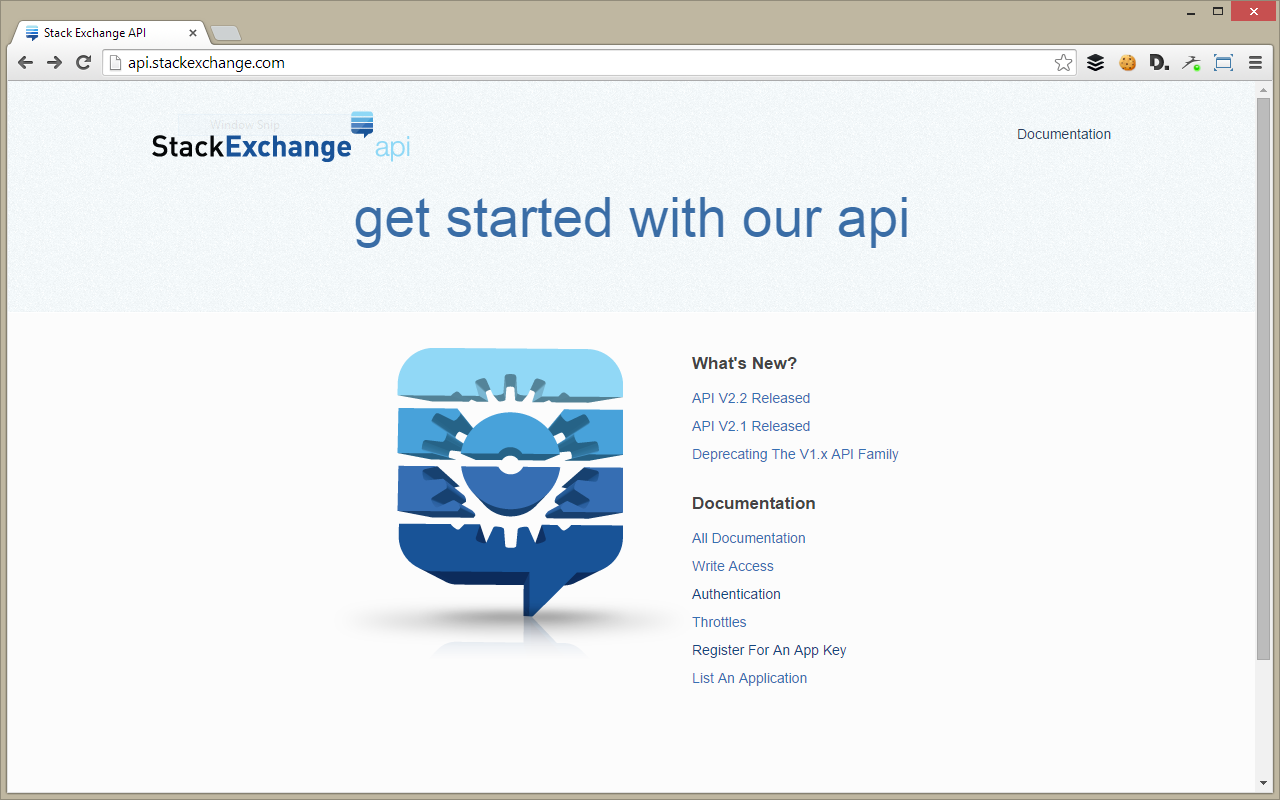 Stack Exchange API
api.stackexchange.com
D.
Window Snip
StackExchange api
Documentation
get started with our api
What's New?
API V2.2 Released
API V2.1 Released
Deprecating The V1.x API Family
Documentation
All Documentation
Write Access
Authentication
Throttles
Register For An App Key
List An Application